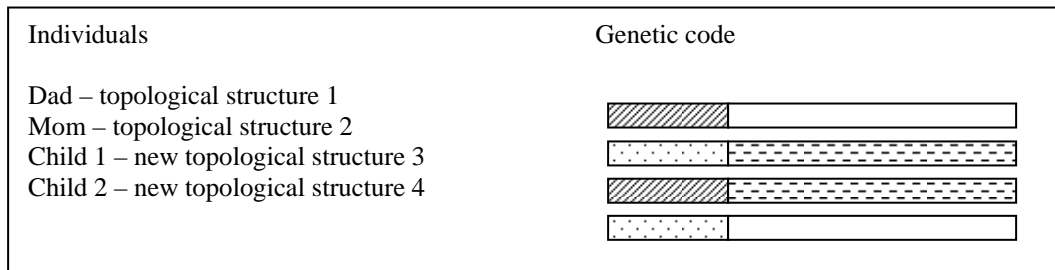 Individuals Genetic code
Dad – topological structure 1
Mom – topological structure 2
Child 1 – new topological structure 3
Child 2 – new topological structure 4